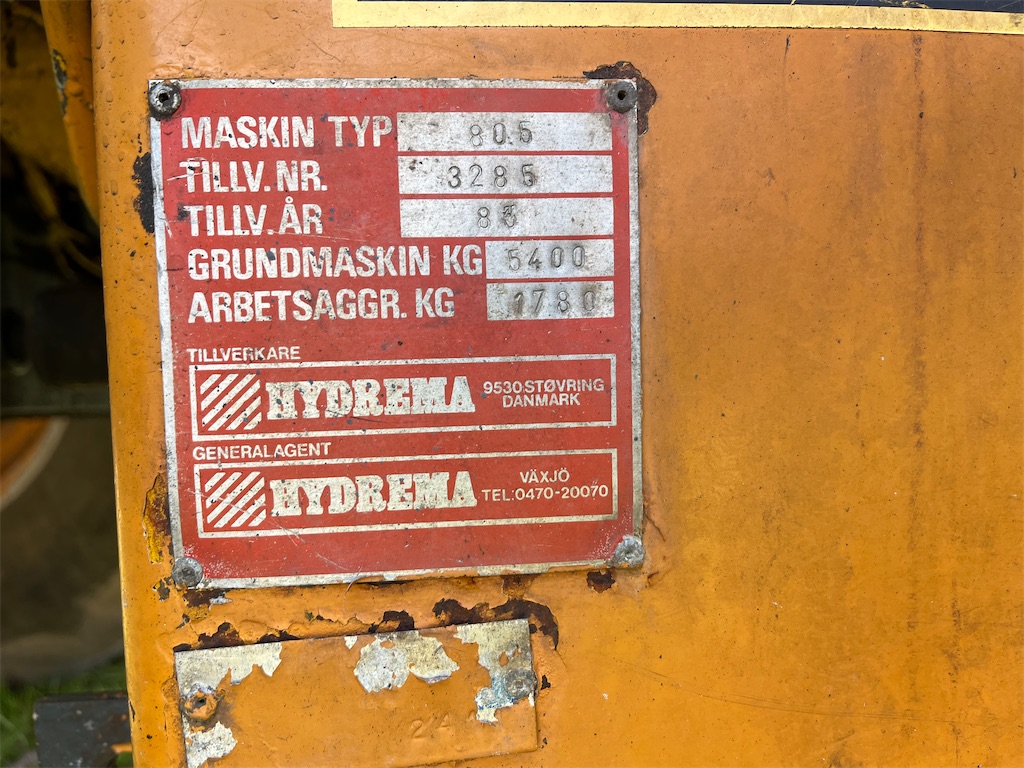 MASKIN TYP 805
TILLV. NR. 3285
TILLV. ÅR 83
GRUNDMASKIN KG 5400
ARBETSAGGR. KG 1780
TILLVERKARE
HYDREMA 9530 STØVRING
DANMARK
GENERALAGENT
HYDREMA VÄXJÖ
TEL: 0470-20070